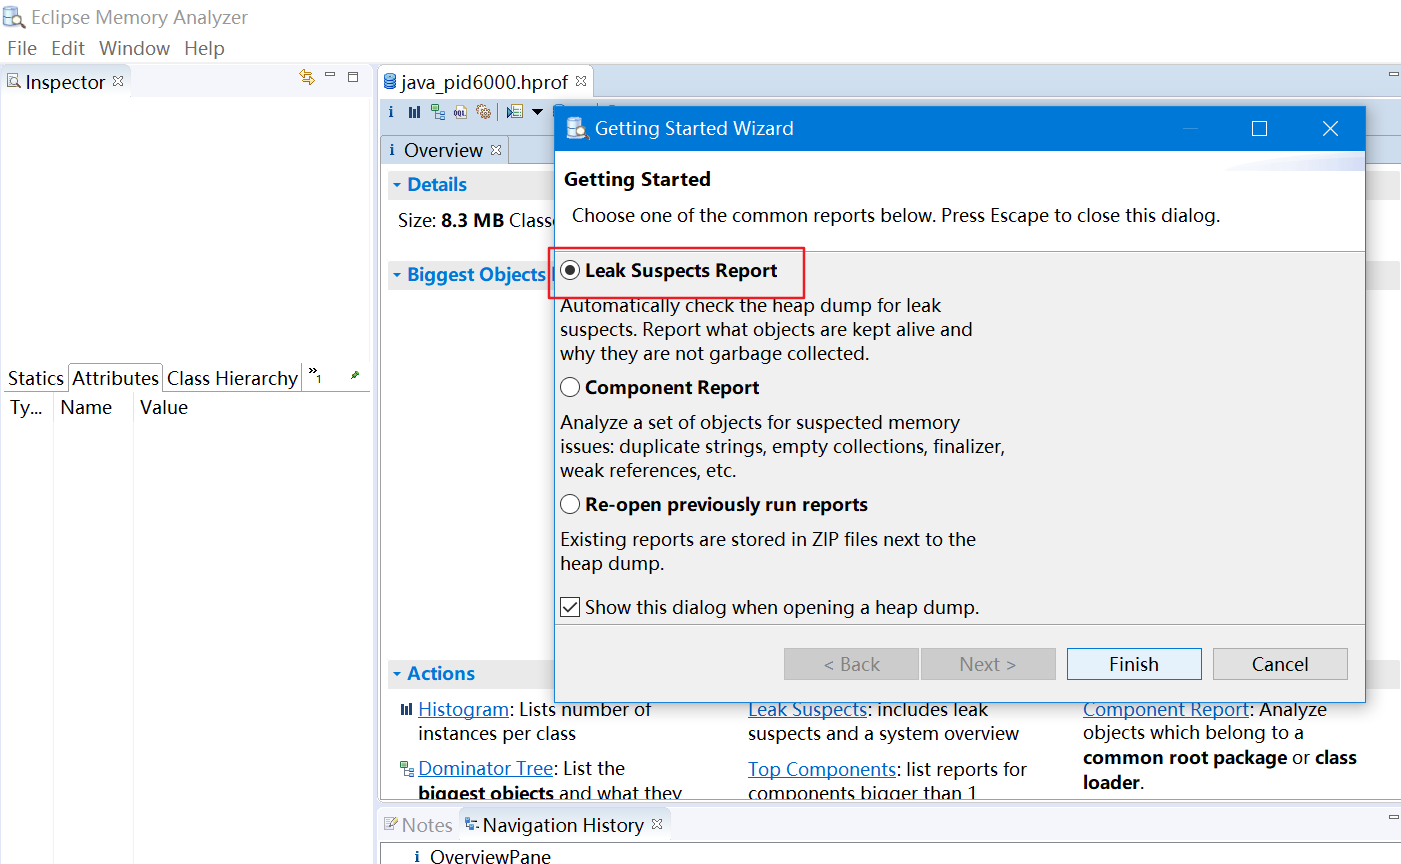 Eclipse Memory Analyzer
File Edit Window Help
Inspector
java_pid6000.hprof
i Overview
Details
Size: 8.3 MB
Biggest Objects
Getting Started Wizard
Getting Started
Choose one of the common reports below. Press Escape to close this dialog.
Leak Suspects Report
Automatically check the heap dump for leak
suspects. Report what objects are kept alive and
why they are not garbage collected.
Component Report
Analyze a set of objects for suspected memory
issues: duplicate strings, empty collections, finalizer,
weak references, etc.
Re-open previously run reports
Existing reports are stored in ZIP files next to the
heap dump.
Show this dialog when opening a heap dump.
< Back Next > Finish Cancel
Statics Attributes Class Hierarchy »1
Ty... Name Value
Actions
Histogram: Lists number of
instances per class
Dominator Tree: List the
biggest objects and what they
Leak Suspects: includes leak
suspects and a system overview
Top Components: list reports for
components bigger than 1
Component Report: Analyze
objects which belong to a
common root package or class
loader.
Notes Navigation History
i OverviewPane